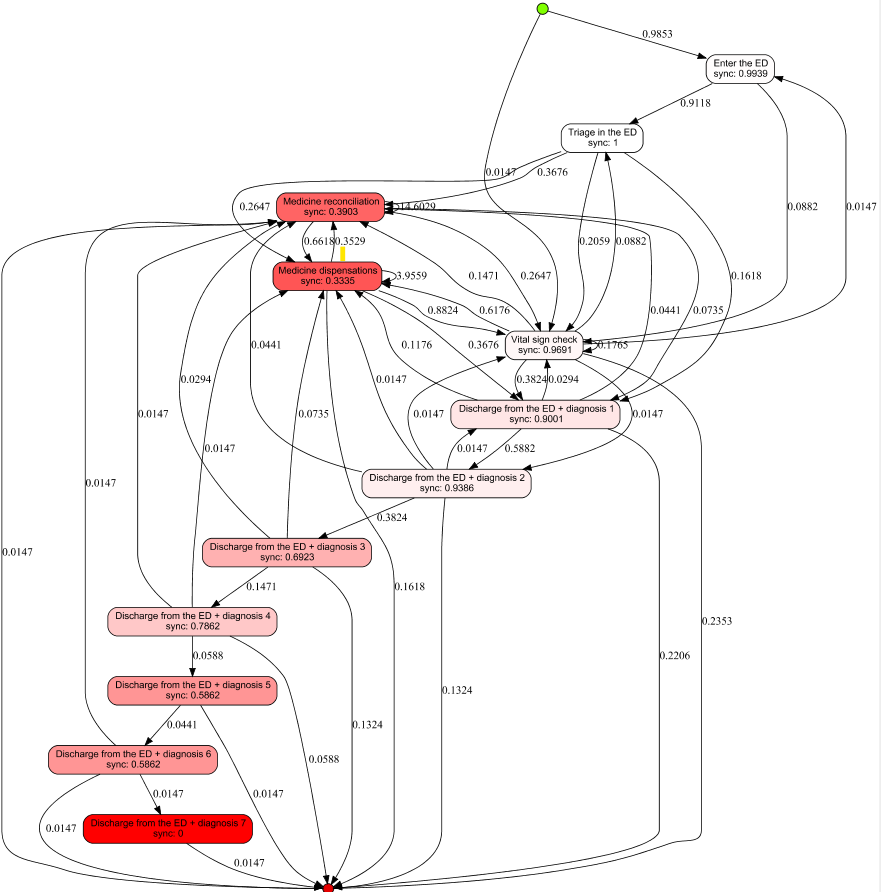 0.9853
Enter the ED
sync: 0.9939
0.9118
Triage in the ED
sync: 1
0.0147
0.3676
0.2647
0.0882
0.0147
Medicine reconciliation
sync: 0.3903
14.6029
0.6618
0.3529
0.2059
0.0882
0.1618
Medicine dispensations
sync: 0.3335
3.9559
0.1471
0.2647
0.8824
0.6176
0.0441
0.0735
Vital sign check
sync: 0.9691
0.1765
0.0441
0.1176
0.3676
0.0294
0.0147
0.3824
0.0294
0.0147
0.0735
0.0147
0.0147
Discharge from the ED + diagnosis 1
sync: 0.9001
0.0147
0.0147
0.5882
0.0147
Discharge from the ED + diagnosis 2
sync: 0.9386
0.3824
Discharge from the ED + diagnosis 3
sync: 0.6923
0.0147
0.1471
0.1618
Discharge from the ED + diagnosis 4
sync: 0.7862
0.2353
0.0588
0.2206
Discharge from the ED + diagnosis 5
sync: 0.5862
0.1324
0.0441
0.1324
Discharge from the ED + diagnosis 6
sync: 0.5862
0.0588
0.0147
0.0147
Discharge from the ED + diagnosis 7
sync: 0
0.0147
0.0147